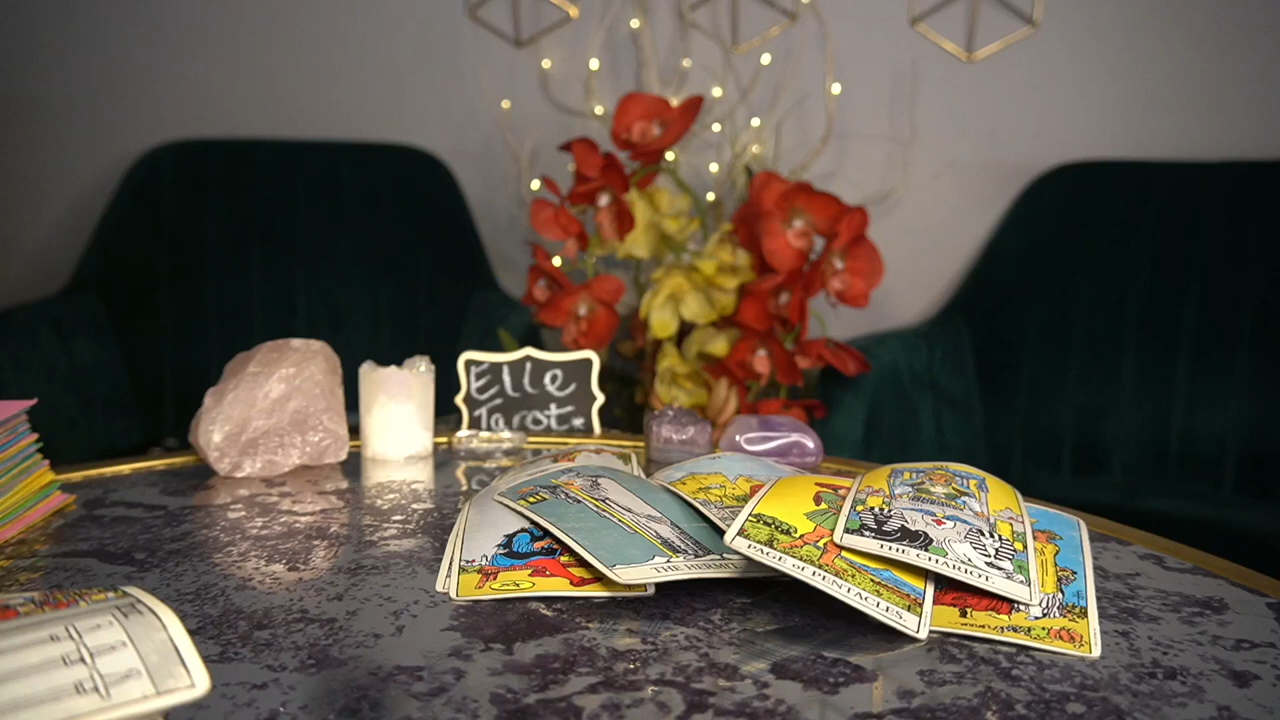 Elle
Tarot
THE HERMIT.
PAGE of PENTACLES.
THE CHARIOT.